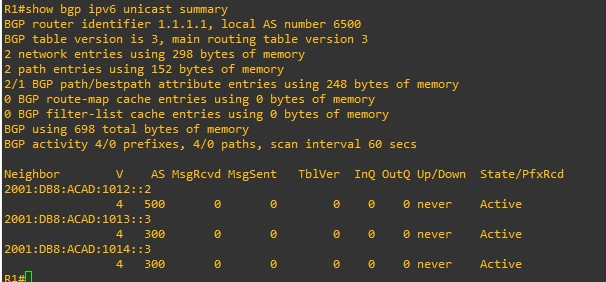 R1#show bgp ipv6 unicast summary
BGP router identifier 1.1.1.1, local AS number 6500
BGP table version is 3, main routing table version 3
2 network entries using 298 bytes of memory
2 path entries using 152 bytes of memory
2/1 BGP path/bestpath attribute entries using 248 bytes of memory
0 BGP route-map cache entries using 0 bytes of memory
0 BGP filter-list cache entries using 0 bytes of memory
BGP using 698 total bytes of memory
BGP activity 4/0 prefixes, 4/0 paths, scan interval 60 secs
Neighbor V AS MsgRcvd MsgSent TblVer InQ OutQ Up/Down State/PfxRcd
2001:DB8:ACAD:1012::2
4 500 0 0 0 0 0 never Active
2001:DB8:ACAD:1013::3
4 300 0 0 0 0 0 never Active
2001:DB8:ACAD:1014::3
4 300 0 0 0 0 0 never Active
R1#